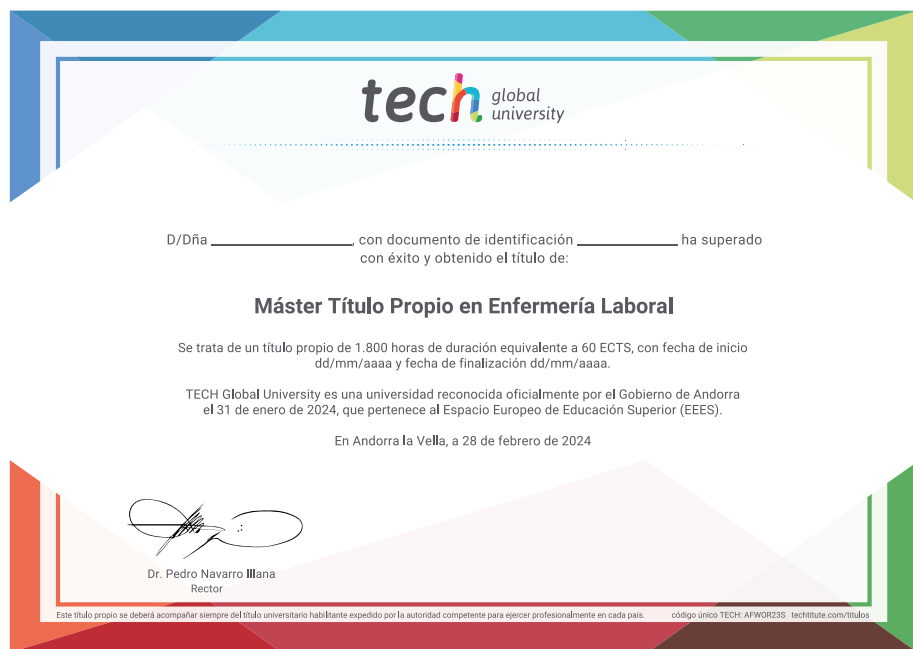 tech global university
D/Dña ________________, con documento de identificación ____________ ha superado
con éxito y obtenido el título de:
Máster Título Propio en Enfermería Laboral
Se trata de un título propio de 1.800 horas de duración equivalente a 60 ECTS, con fecha de inicio
dd/mm/aaaa y fecha de finalización dd/mm/aaaa.
TECH Global University es una universidad reconocida oficialmente por el Gobierno de Andorra
el 31 de enero de 2024, que pertenece al Espacio Europeo de Educación Superior (EEES).
En Andorra la Vella, a 28 de febrero de 2024
Dr. Pedro Navarro Illana
Rector
Este título propio se deberá acompañar siempre del título universitario habilitante expedido por la autoridad competente para ejercer profesionalmente en cada país. código único TECH: AFWOR23S techtitute.com/titulos